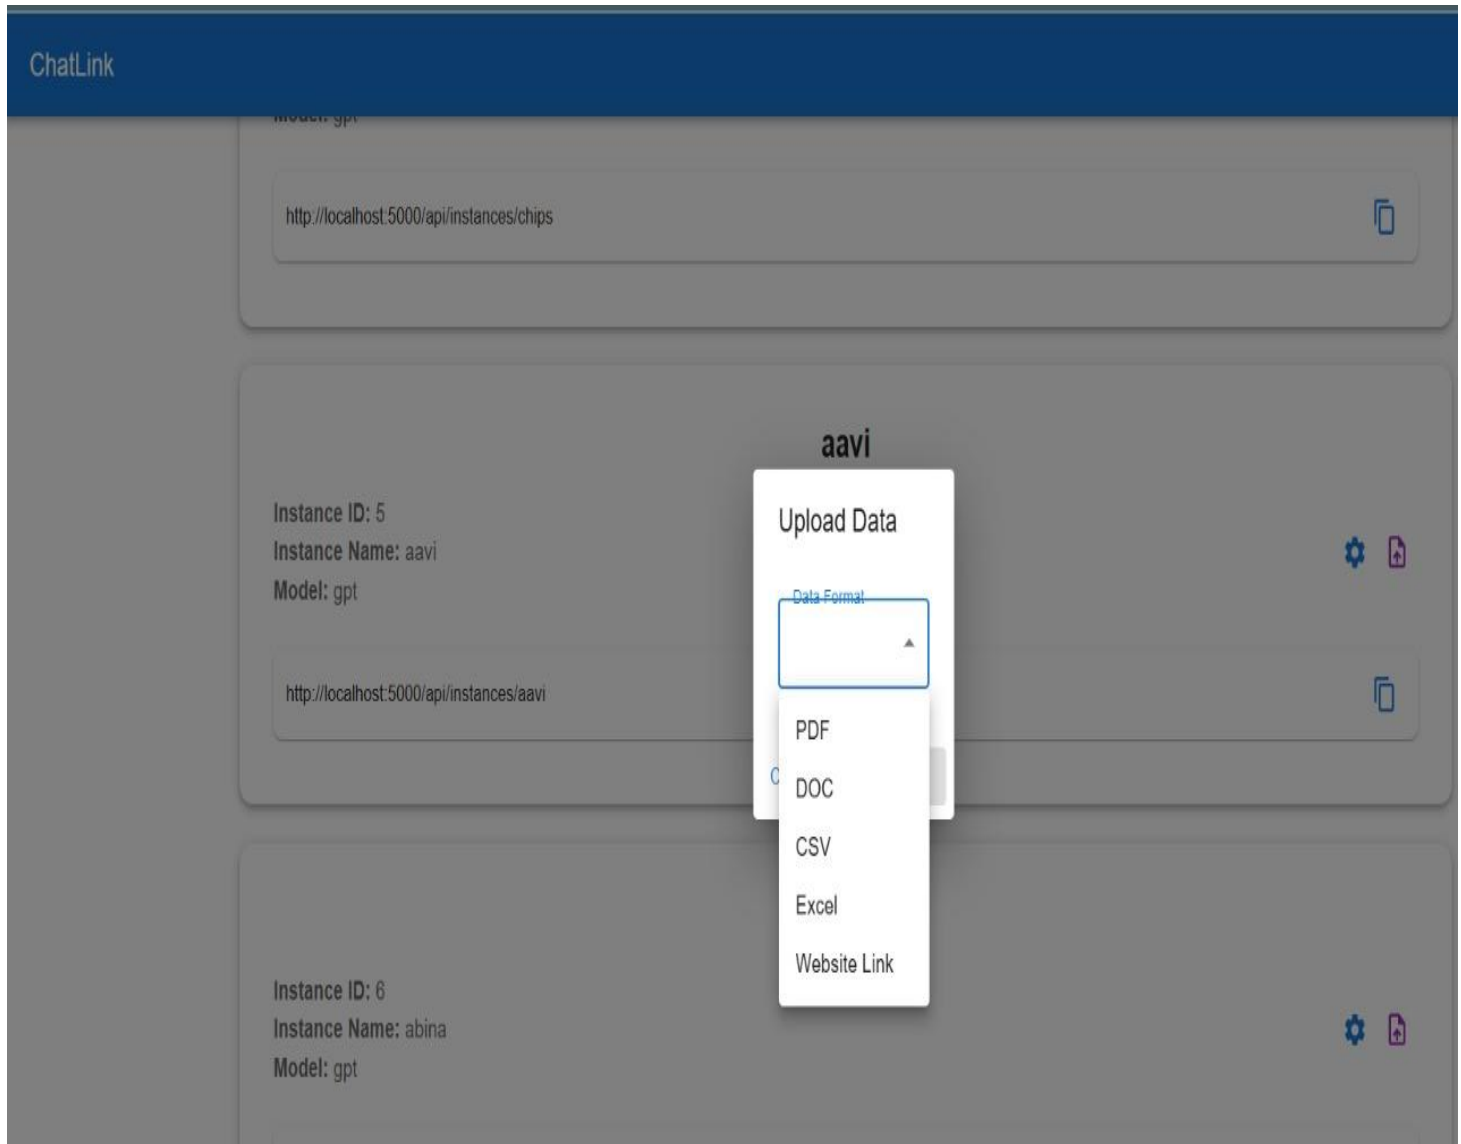 ChatLink
Model: gpt
http://localhost:5000/api/instances/chips
aavi
Instance ID: 5
Instance Name: aavi
Model: gpt
http://localhost:5000/api/instances/aavi
Upload Data
Data Format
PDF
DOC
CSV
Excel
Website Link
Instance ID: 6
Instance Name: abina
Model: gpt